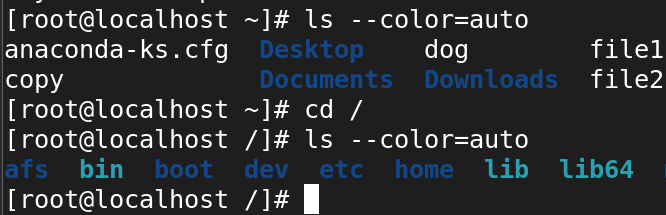 [root@localhost ~]# ls --color=auto
anaconda-ks.cfg  Desktop    dog        file1
copy             Documents  Downloads  file2
[root@localhost ~]# cd /
[root@localhost /]# ls --color=auto
afs  bin  boot  dev  etc  home  lib  lib64
[root@localhost /]#